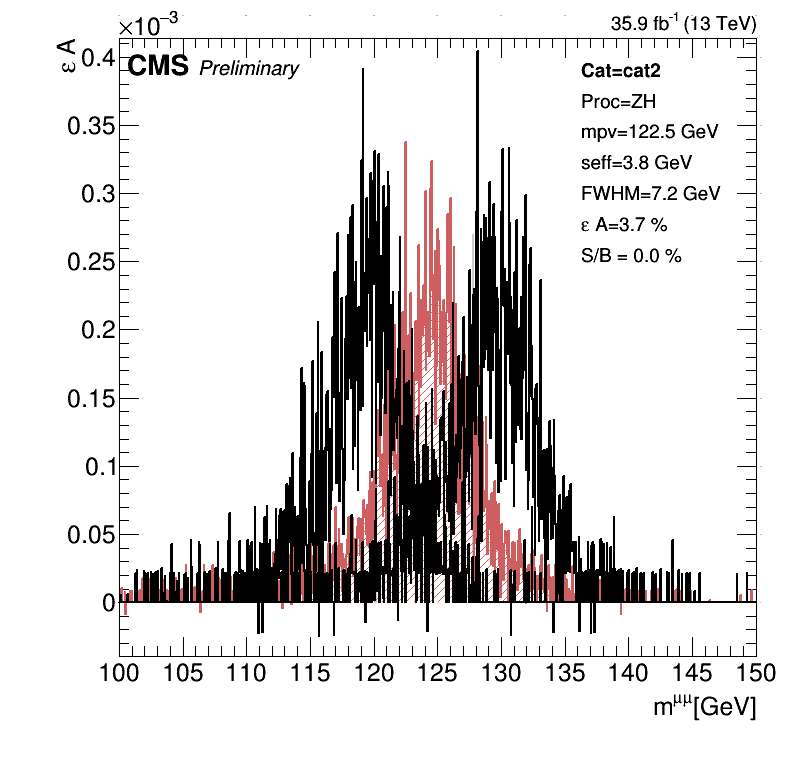 ×10⁻³
35.9 fb⁻¹ (13 TeV)
CMS Preliminary
ε A
Cat=cat2
Proc=ZH
mpv=122.5 GeV
seff=3.8 GeV
FWHM=7.2 GeV
ε A=3.7 %
S/B = 0.0 %
0.4
0.35
0.3
0.25
0.2
0.15
0.1
0.05
0
100 105 110 115 120 125 130 135 140 145 150
m^μμ[GeV]